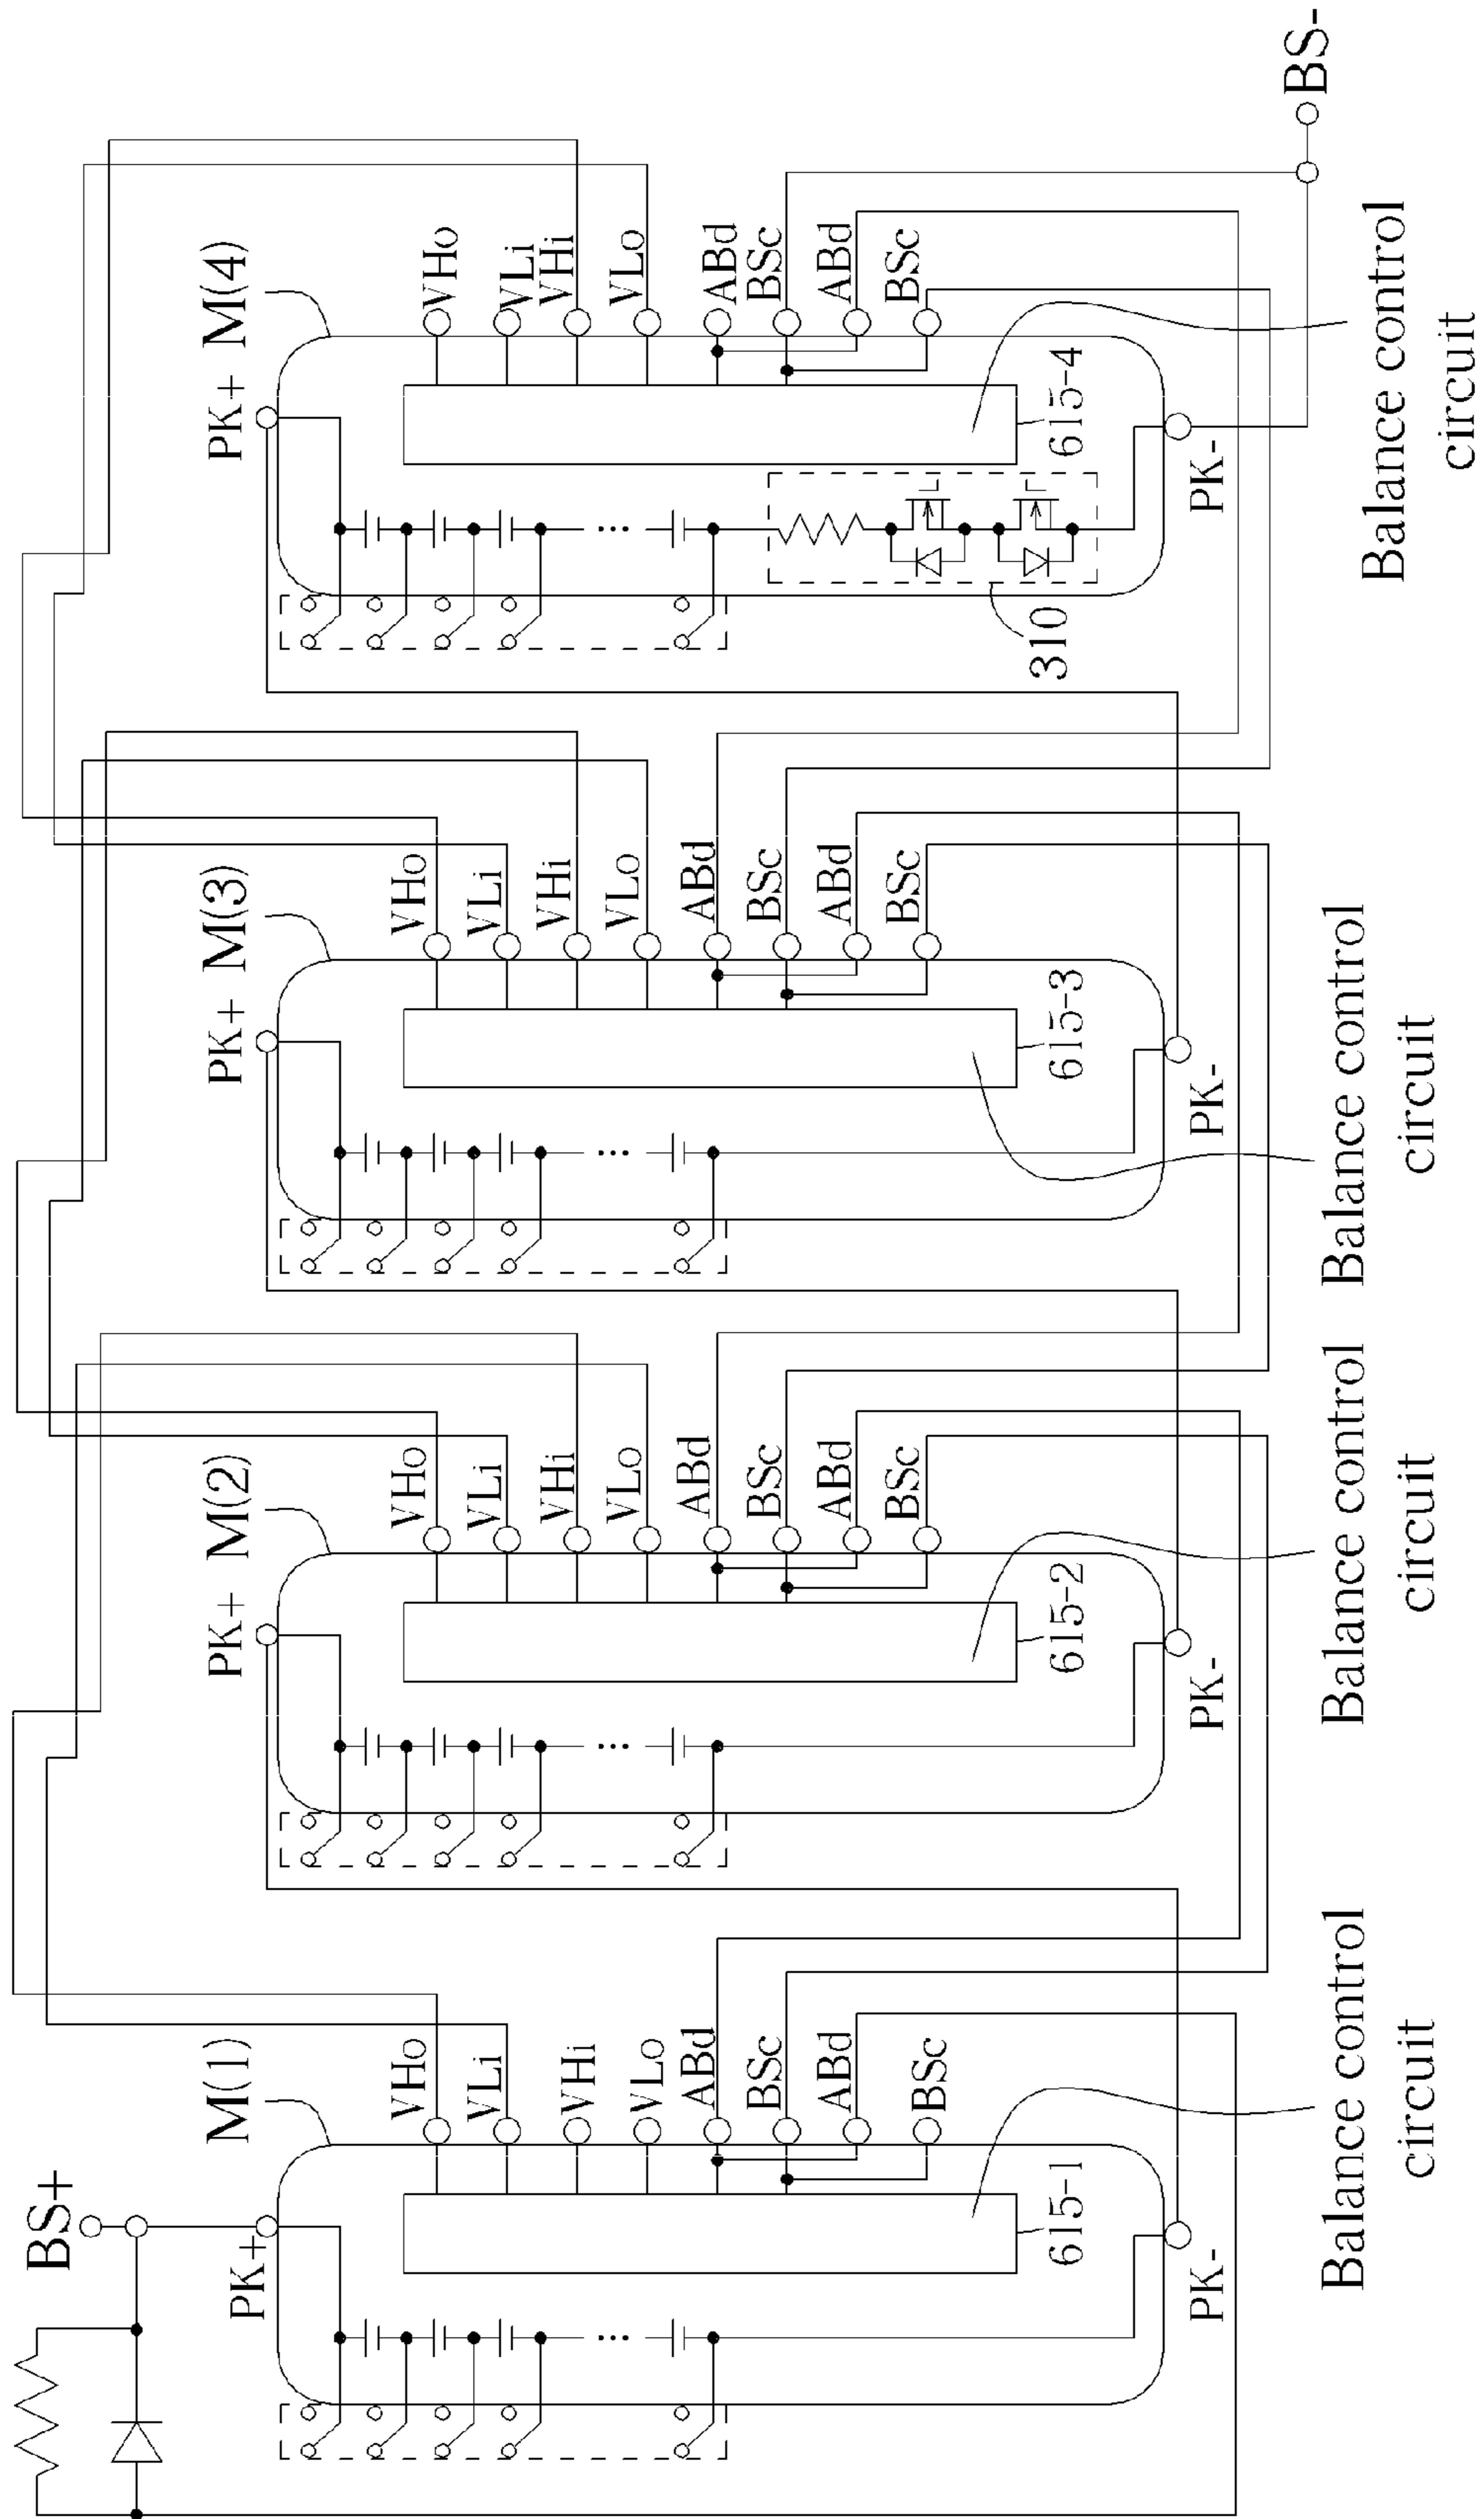 BS+
PK+
M(1)
VHo
VLi
VHi
VLo
ABd
BSc
ABd
BSc
615-1
PK-
Balance control
circuit
PK+
M(2)
VHo
VLi
VHi
VLo
ABd
BSc
ABd
BSc
615-2
PK-
Balance control
circuit
PK+
M(3)
VHo
VLi
VHi
VLo
ABd
BSc
ABd
BSc
615-3
PK-
Balance control
circuit
PK+
M(4)
VHo
VLi
VHi
VLo
ABd
BSc
ABd
BSc
615-4
310
PK-
Balance control
circuit
BS-